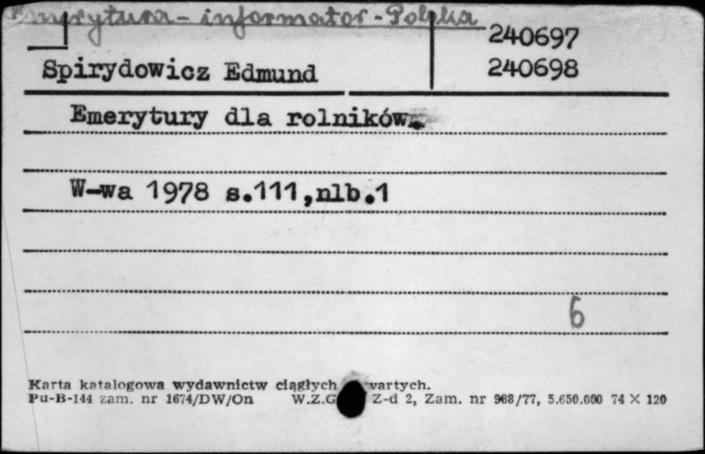 Emerytura - informator - Polska
240697
Spirydowicz Edmund 240698
Emerytury dla rolników.
W-wa 1978 s.111,nlb.1
6
Karta katalogowa wydawnictw ciągłych wartych.
Pu-B-144 zam. nr 1674/DW/On W.Z.G Z-d 2, Zam. nr 968/77, 5.650.000 74 X 120